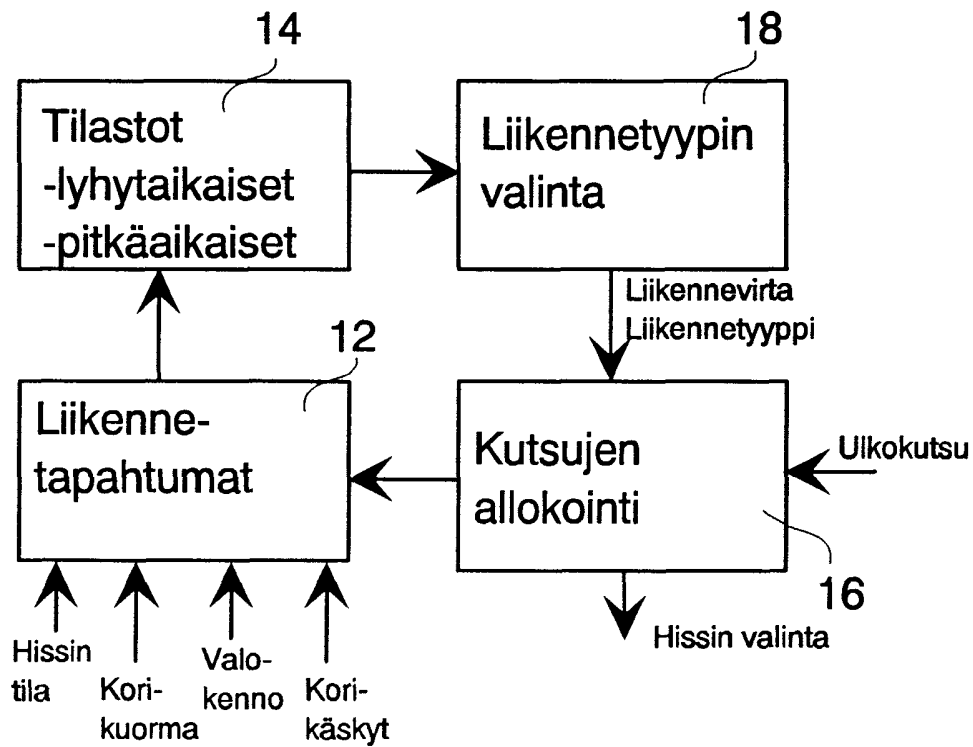 14
18
Tilastot
-lyhytaikaiset
-pitkäaikaiset
Liikennetyypin
valinta
Liikennevirta
Liikennetyyppi
12
Liikenne-
tapahtumat
Kutsujen
allokointi
Ulkokutsu
16
Hissin valinta
Hissin
tila
Kori-
kuorma
Valo-
kenno
Kori-
käskyt